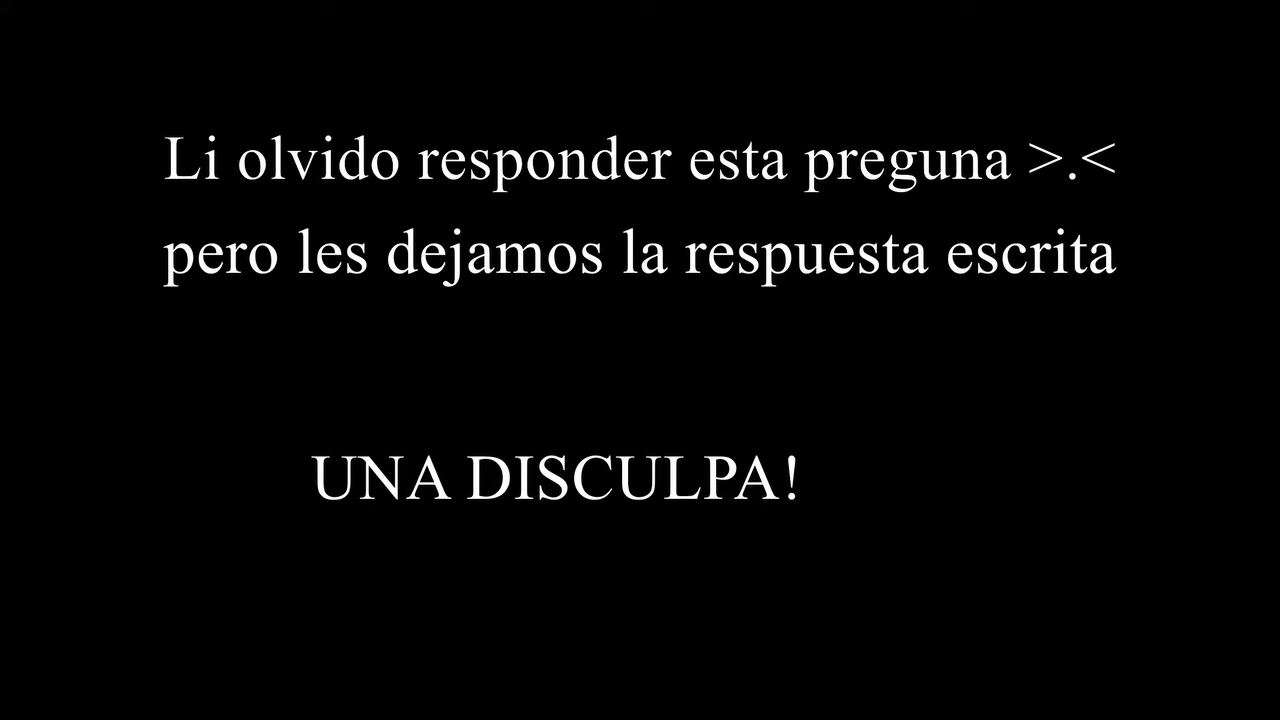 Li olvido responder esta preguna >.<
pero les dejamos la respuesta escrita
UNA DISCULPA!